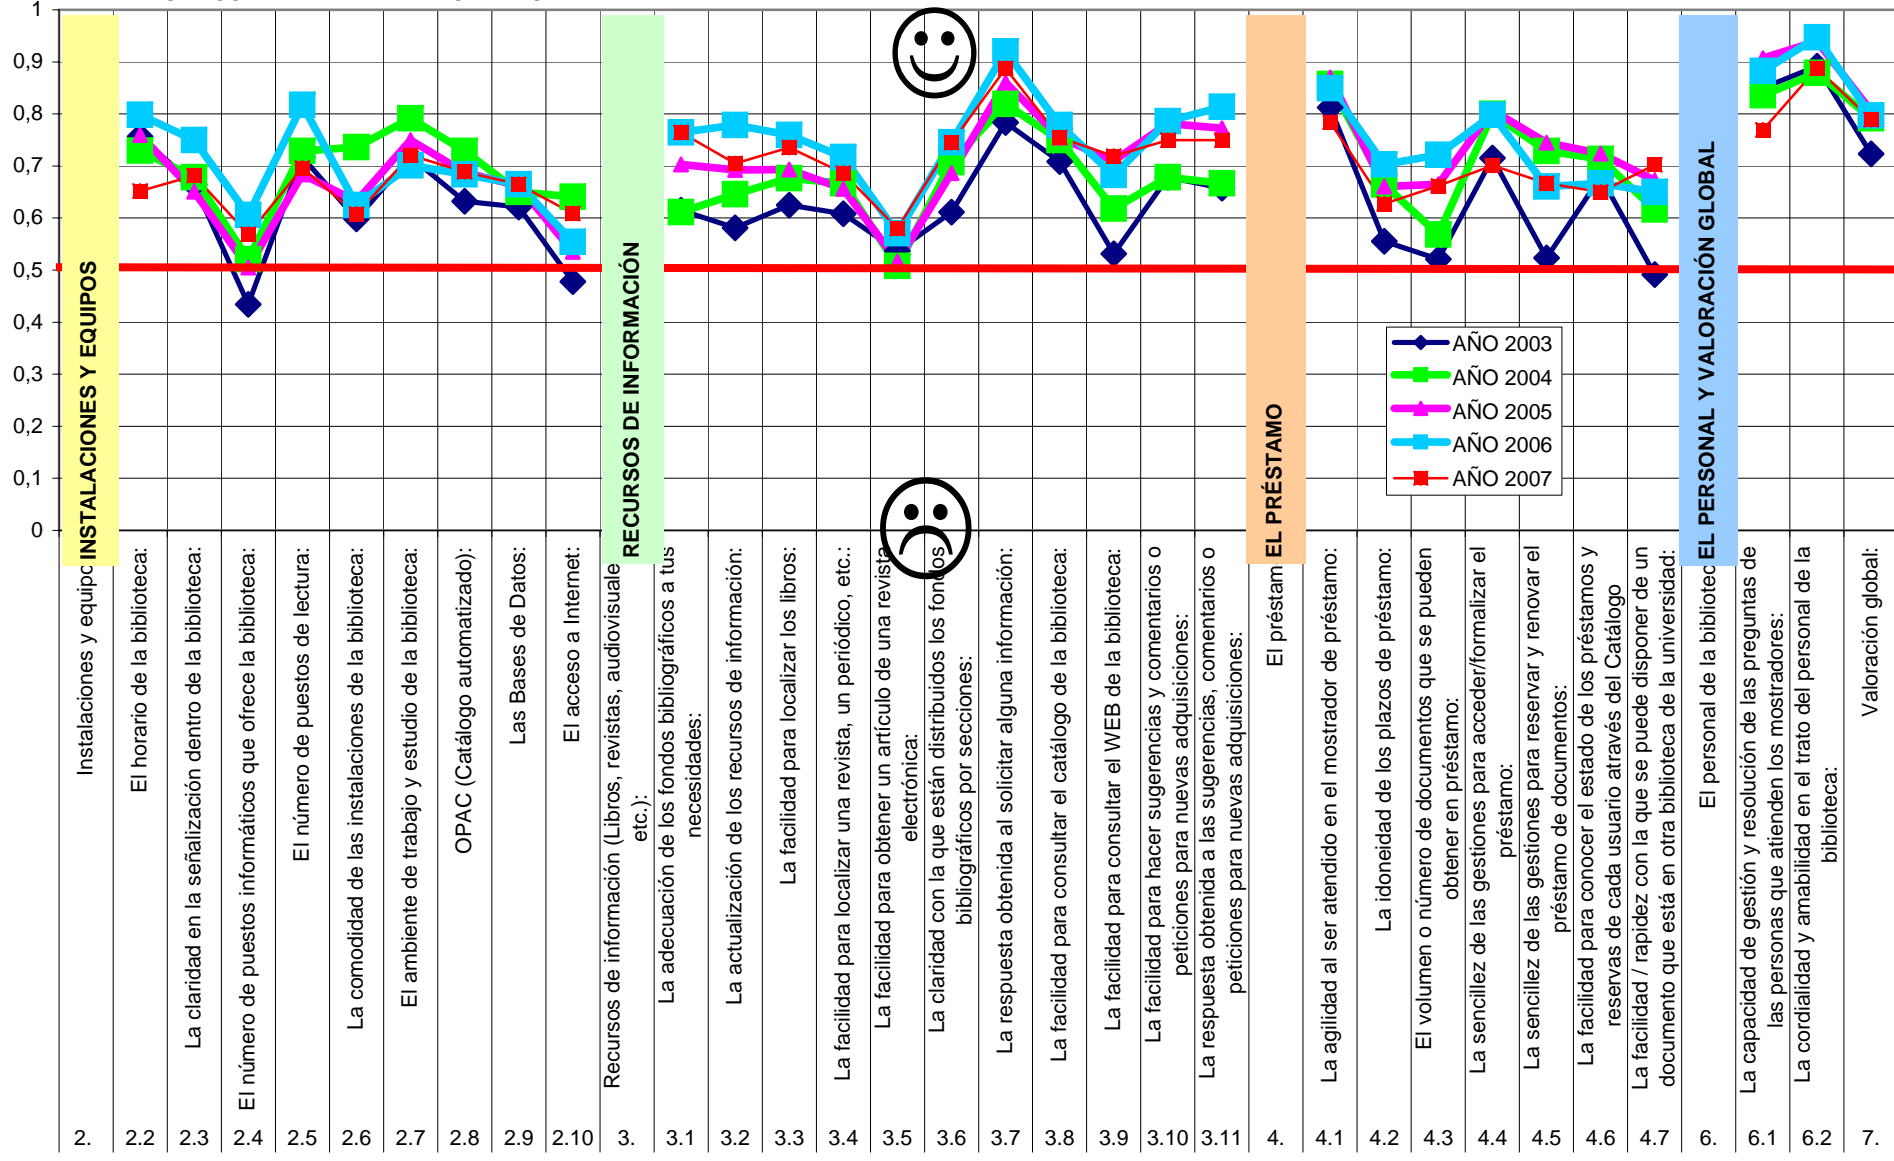 1
0,9
0,8
0,7
0,6
0,5
0,4
0,3
0,2
0,1
0
INSTALACIONES Y EQUIPOS
RECURSOS DE INFORMACIÓN
EL PRÉSTAMO
EL PERSONAL Y VALORACIÓN GLOBAL
AÑO 2003
AÑO 2004
AÑO 2005
AÑO 2006
AÑO 2007
Instalaciones y equipo
El horario de la biblioteca:
La claridad en la señalización dentro de la biblioteca:
El número de puestos informáticos que ofrece la biblioteca:
El número de puestos de lectura:
La comodidad de las instalaciones de la biblioteca:
El ambiente de trabajo y estudio de la biblioteca:
OPAC (Catálogo automatizado):
Las Bases de Datos:
El acceso a Internet:
Recursos de información (Libros, revistas, audiovisuale
etc.):
La adecuación de los fondos bibliográficos a tus
necesidades:
La actualización de los recursos de información:
La facilidad para localizar los libros:
La facilidad para localizar una revista, un periódico, etc.:
La facilidad para obtener un artículo de una revista
electrónica:
La claridad con la que están distribuidos los fondos
bibliográficos por secciones:
La respuesta obtenida al solicitar alguna información:
La facilidad para consultar el catálogo de la biblioteca:
La facilidad para consultar el WEB de la biblioteca:
La facilidad para hacer sugerencias y comentarios o
peticiones para nuevas adquisiciones:
La respuesta obtenida a las sugerencias, comentarios o
peticiones para nuevas adquisiciones:
El préstam
La agilidad al ser atendido en el mostrador de préstamo:
La idoneidad de los plazos de préstamo:
El volumen o número de documentos que se pueden
obtener en préstamo:
La sencillez de las gestiones para acceder/formalizar el
préstamo:
La sencillez de las gestiones para reservar y renovar el
préstamo de documentos:
La facilidad para conocer el estado de los préstamos y
reservas de cada usuario através del Catálogo
La facilidad / rapidez con la que se puede disponer de un
documento que está en otra biblioteca de la universidad:
El personal de la bibliotec
La capacidad de gestión y resolución de las preguntas de
las personas que atienden los mostradores:
La cordialidad y amabilidad en el trato del personal de la
biblioteca:
Valoración global:
2.
2.2
2.3
2.4
2.5
2.6
2.7
2.8
2.9
2.10
3.
3.1
3.2
3.3
3.4
3.5
3.6
3.7
3.8
3.9
3.10
3.11
4.
4.1
4.2
4.3
4.4
4.5
4.6
4.7
6.
6.1
6.2
7.